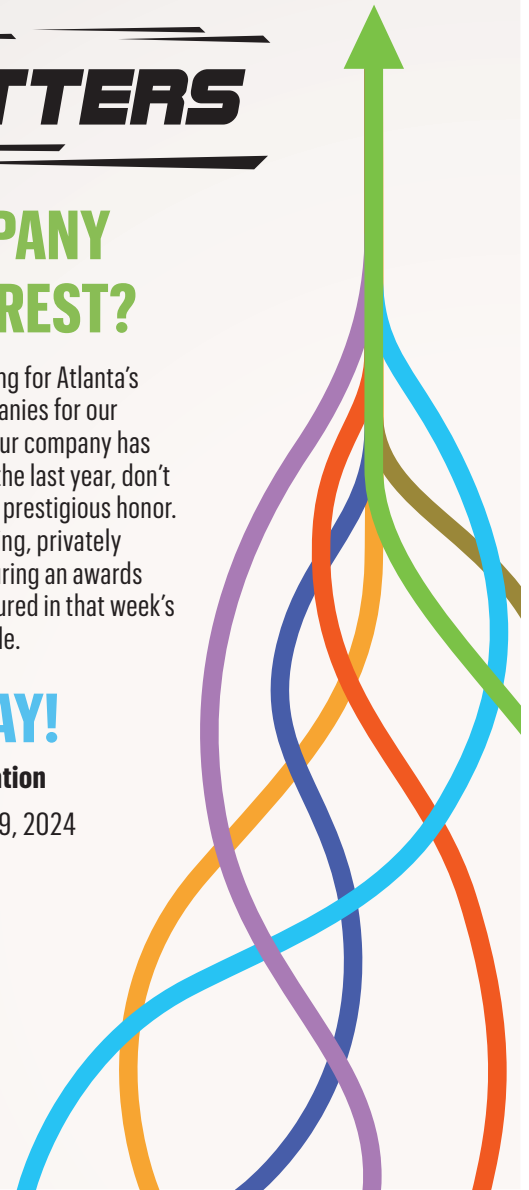 TTERS
PANY
REST?
ng for Atlanta’s
anies for our
ur company has
the last year, don’t
prestigious honor.
ng, privately
uring an awards
ured in that week’s
le.
AY!
ation
9, 2024